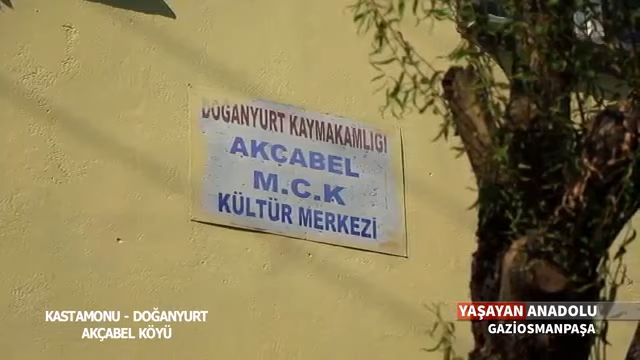 DOĞANYURT KAYMAKAMLIĞI
AKÇABEL
M.C.K
KÜLTÜR MERKEZİ
KASTAMONU - DOĞANYURT
AKÇABEL KÖYÜ
YAŞAYAN ANADOLU
GAZİOSMANPAŞA